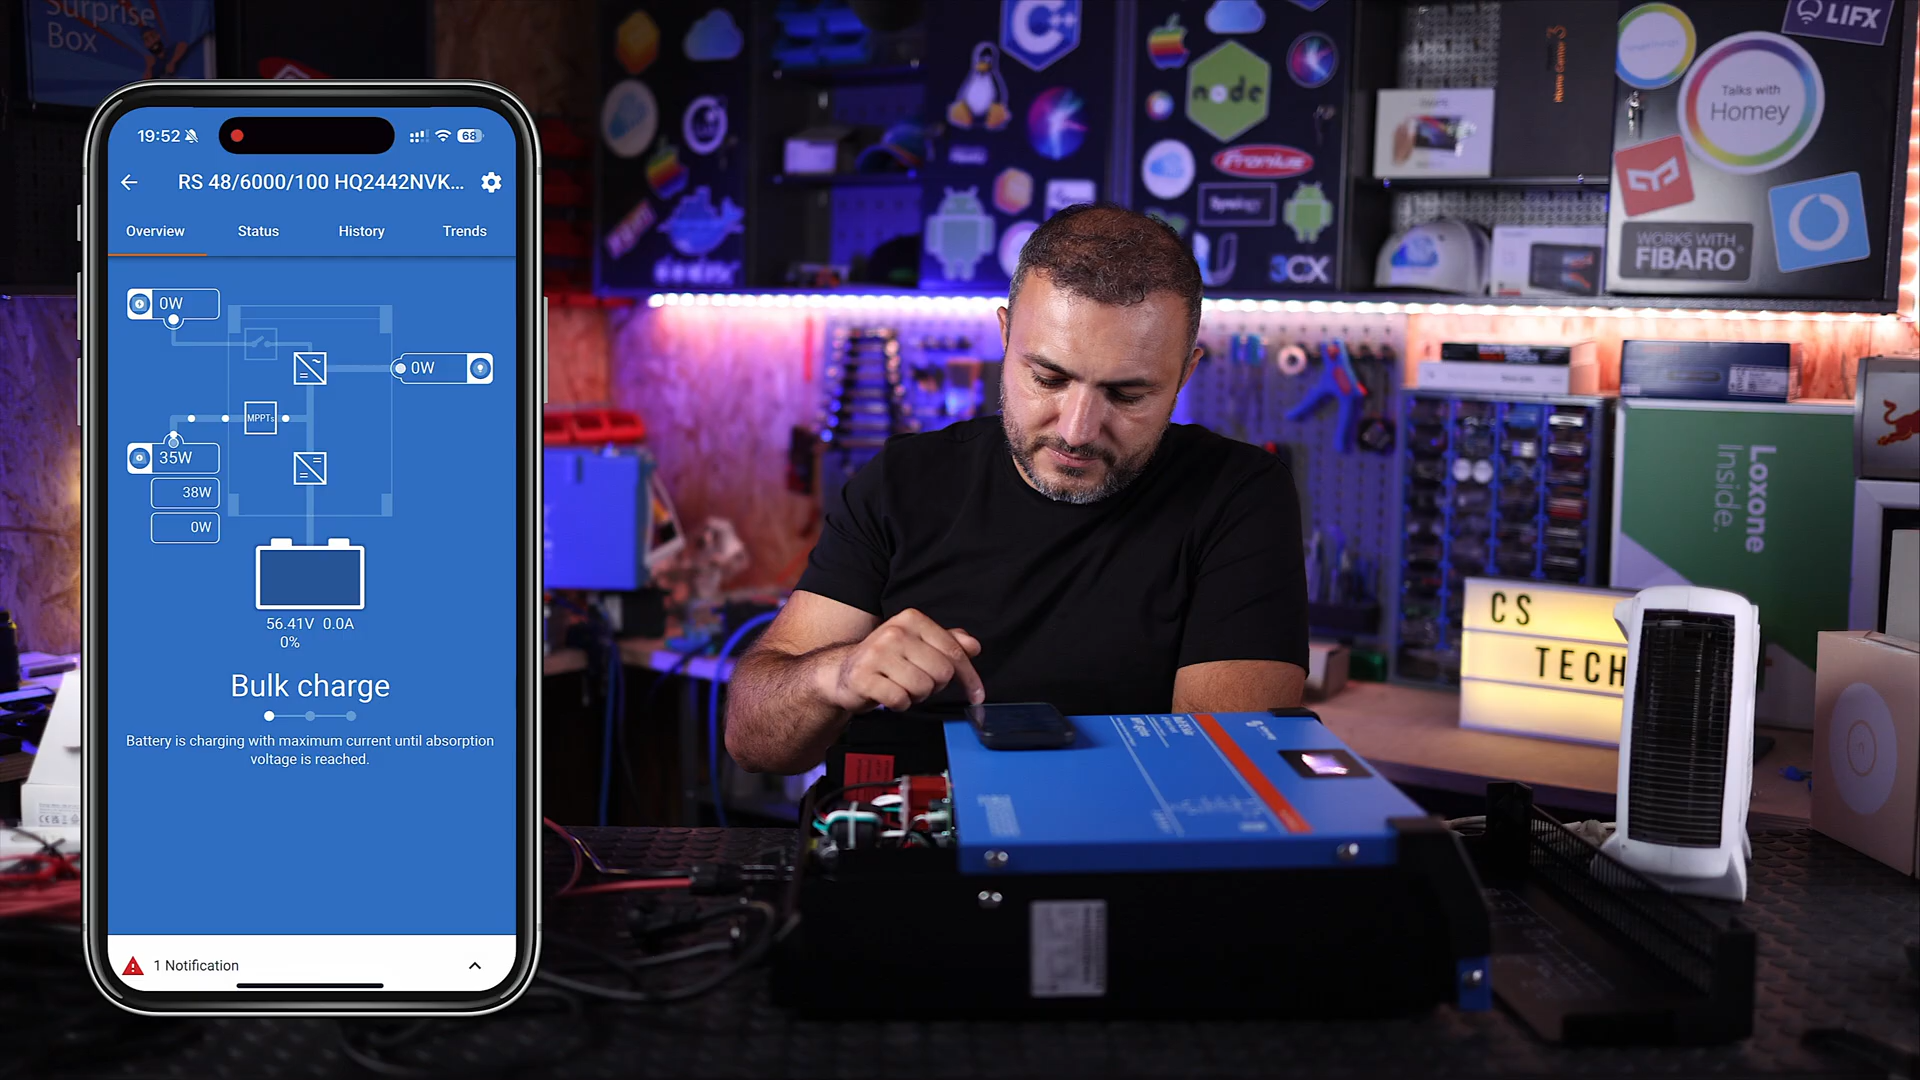 19:52
68
RS 48/6000/100 HQ2442NVK...
Overview Status History Trends
0W
0W
MPPTs
35W
38W
0W
56.41V 0.0A
0%
Bulk charge
Battery is charging with maximum current until absorption
voltage is reached.
1 Notification
Surprise
Box
C++
node
Fronius
Synology
3CX
LIFX
Talks with
Homey
WORKS WITH
FIBARO
Loxone
Inside.
CS
TECH